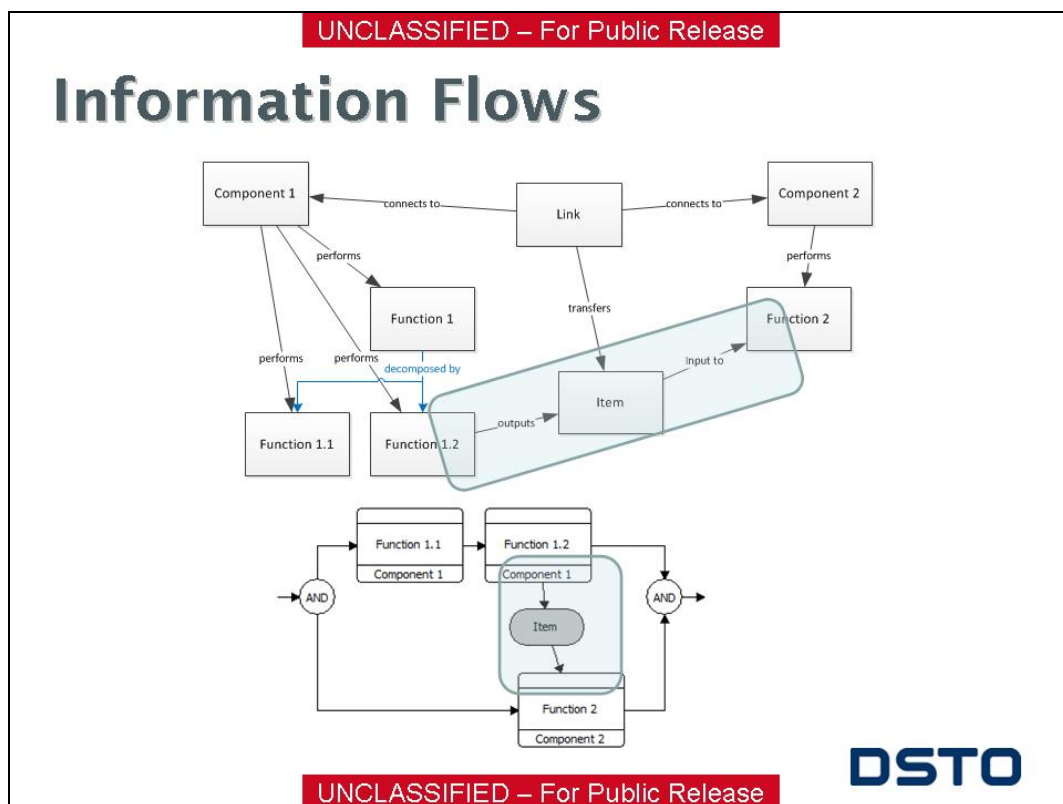 UNCLASSIFIED – For Public Release
Information Flows
Component 1
connects to
Link
connects to
Component 2
performs
performs
Function 1
transfers
Function 2
performs
performs
decomposed by
Input to
Item
Function 1.1
Function 1.2
outputs
Function 1.1
Function 1.2
Component 1
Component 1
AND
AND
Item
Function 2
Component 2
DSTO
UNCLASSIFIED – For Public Release